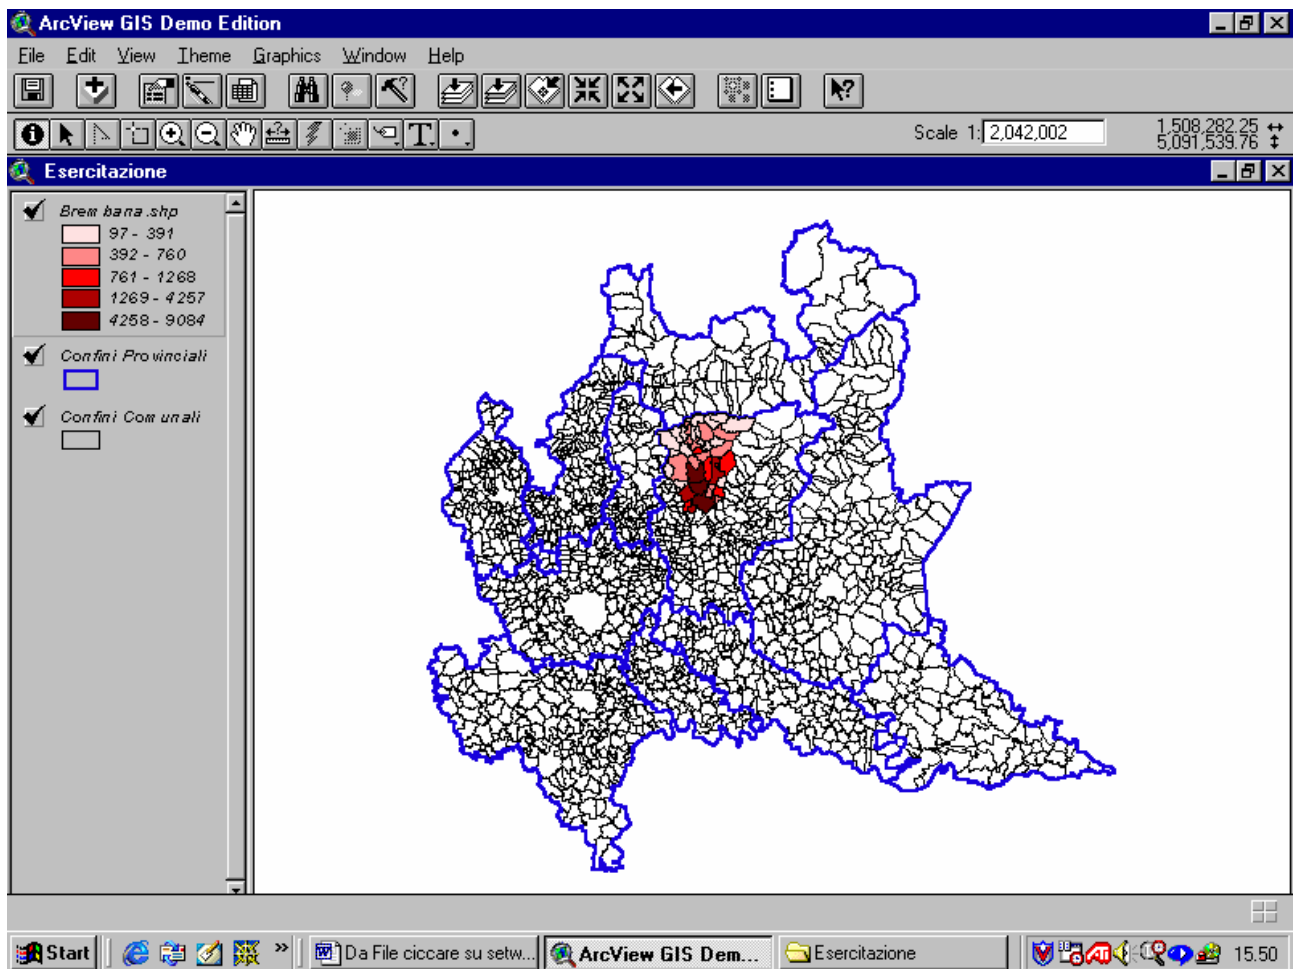 ArcView GIS Demo Edition
File Edit View Theme Graphics Window Help
Scale 1: 2,042,002
1,508,282.25
5,091,539.76
Esercitazione
Brembana.shp
97 - 391
392 - 760
761 - 1268
1269 - 4257
4258 - 9084
Confini Provinciali
Confini Comunali
Start
»
Da File ciccare su setw...
ArcView GIS Dem...
Esercitazione
15.50